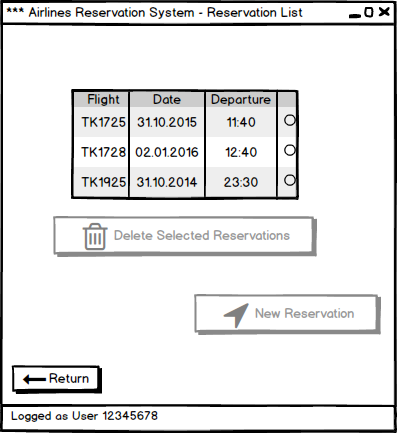 *** Airlines Reservation System - Reservation List
Flight Date Departure
TK1725 31.10.2015 11:40
TK1728 02.01.2016 12:40
TK1925 31.10.2014 23:30
Delete Selected Reservations
New Reservation
Return
Logged as User 12345678